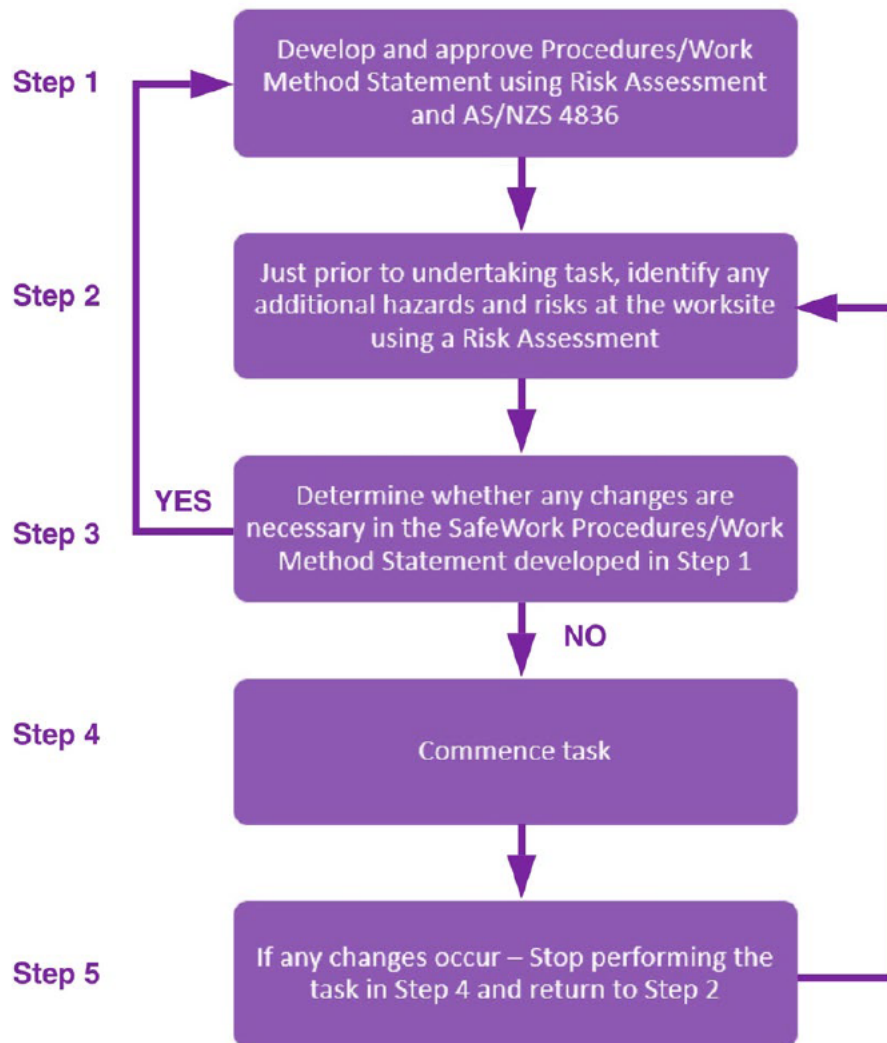 Step 1
Develop and approve Procedures/Work
Method Statement using Risk Assessment
and AS/NZS 4836
Step 2
Just prior to undertaking task, identify any
additional hazards and risks at the worksite
using a Risk Assessment
YES
Step 3
Determine whether any changes are
necessary in the SafeWork Procedures/Work
Method Statement developed in Step 1
NO
Step 4
Commence task
Step 5
If any changes occur – Stop performing the
task in Step 4 and return to Step 2